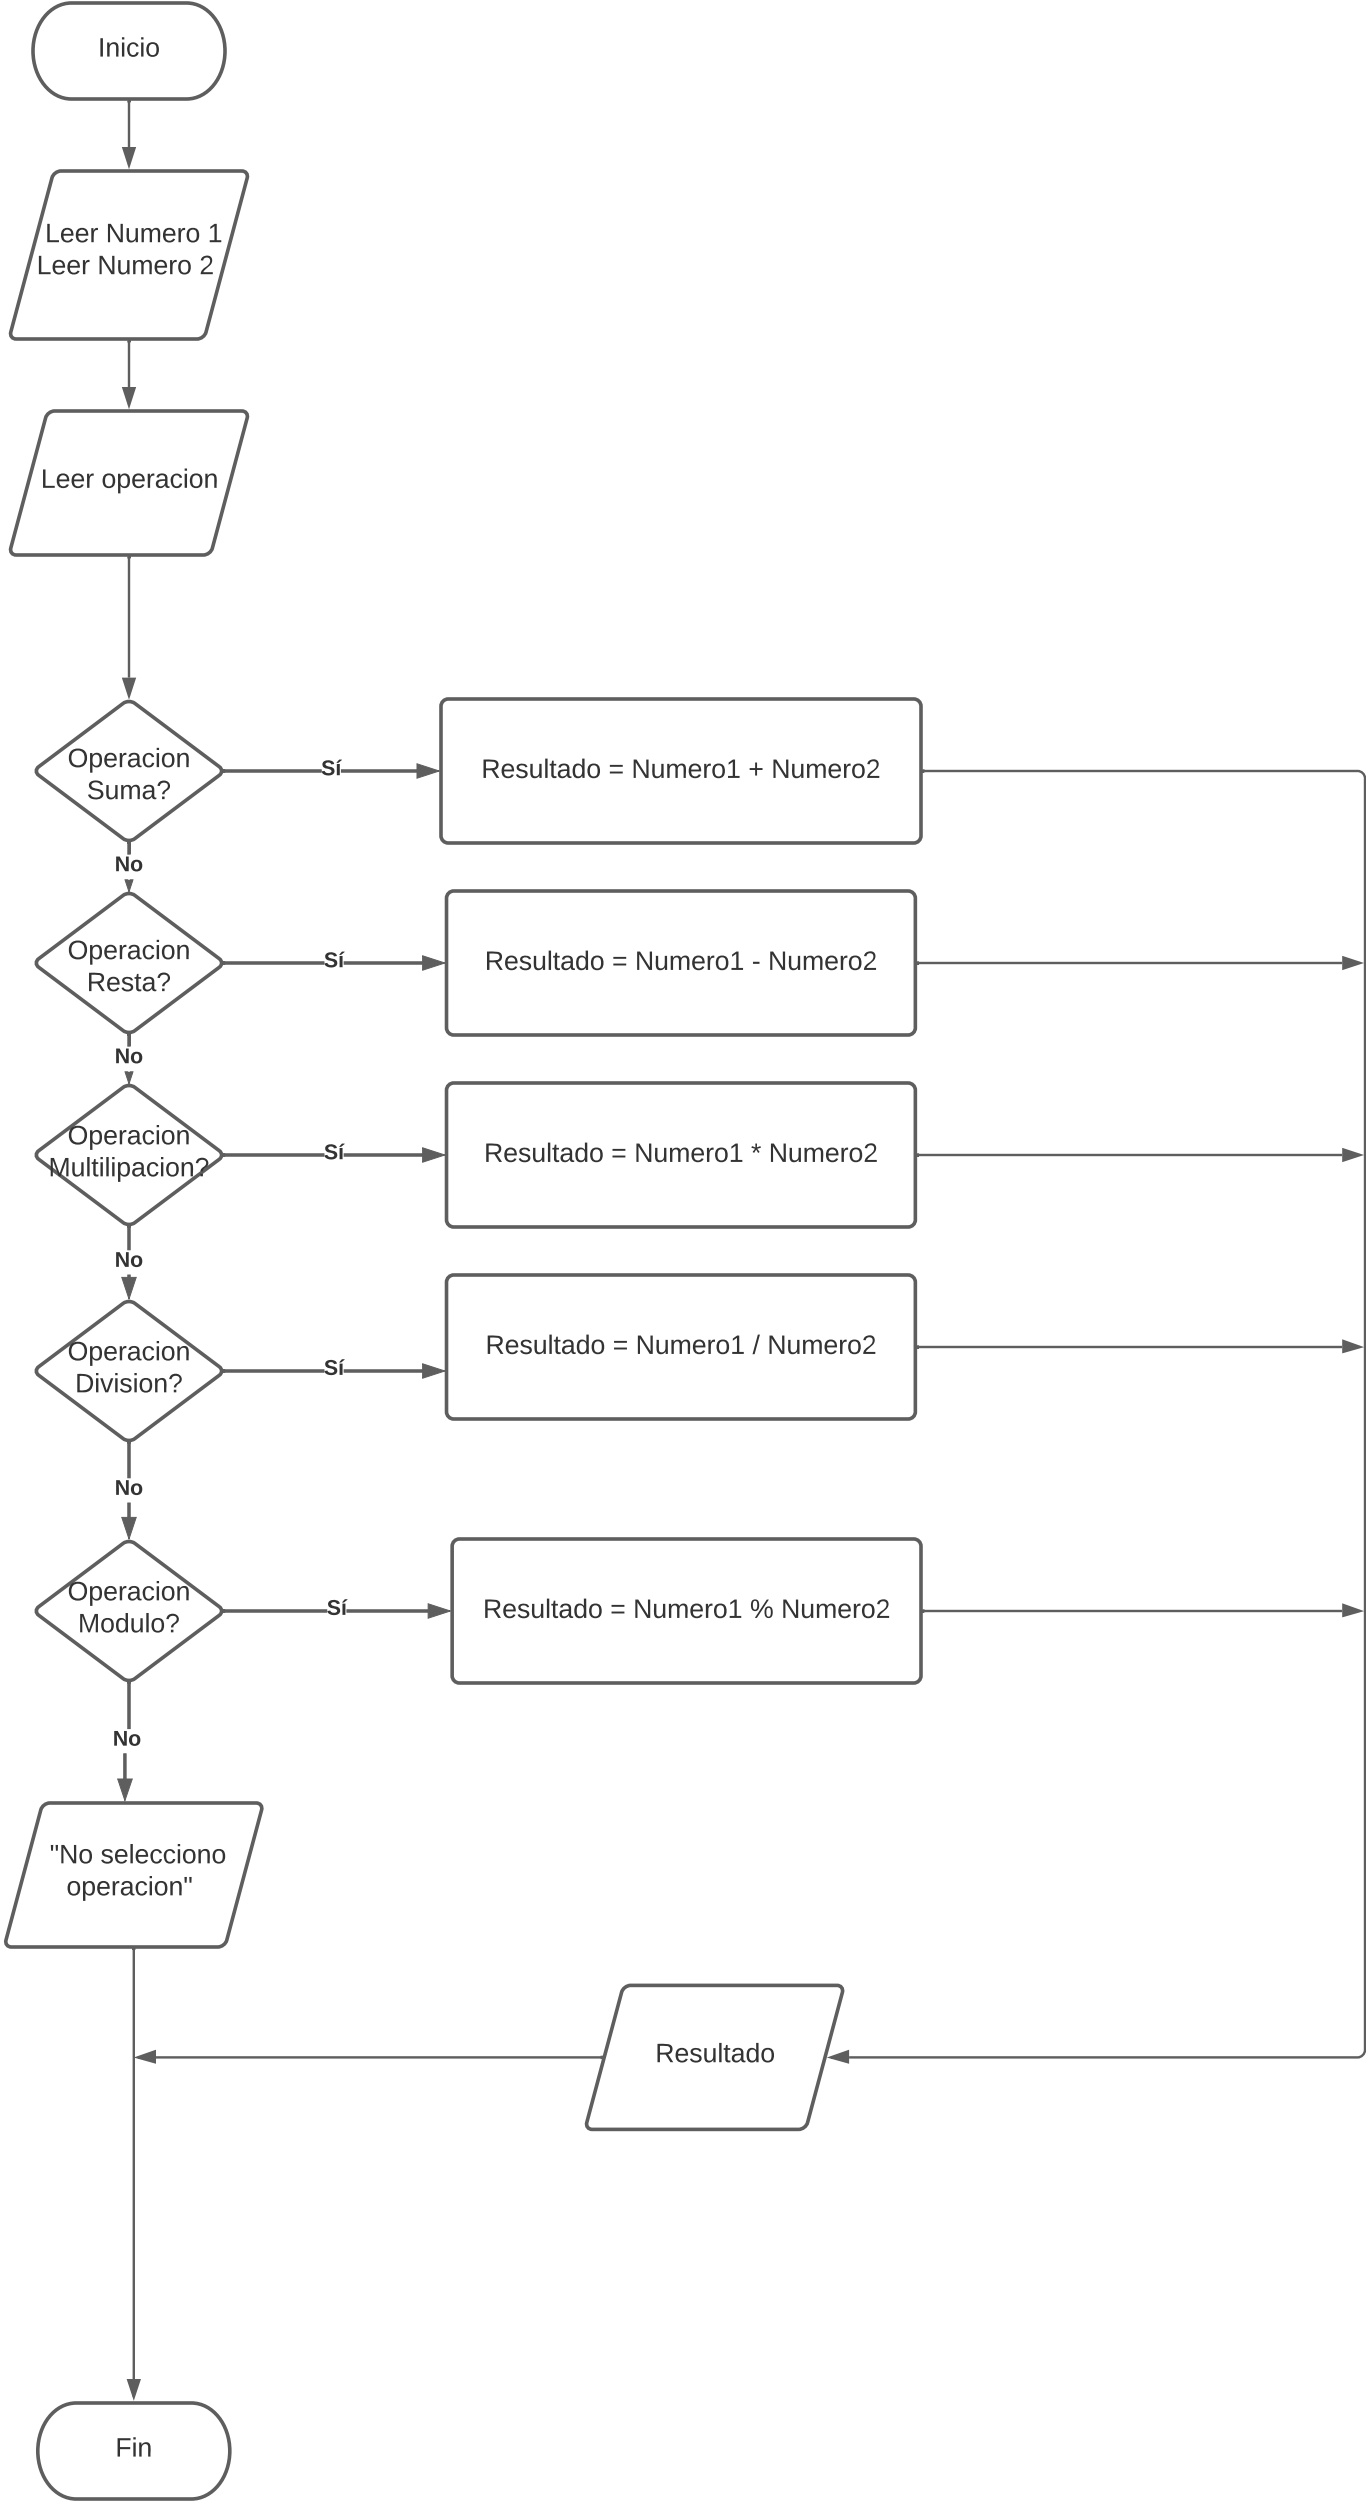 Inicio
Leer Numero 1
Leer Numero 2
Leer operacion
Operacion
Suma?
Sí
Resultado = Numero1 + Numero2
No
Operacion
Resta?
Sí
Resultado = Numero1 - Numero2
No
Operacion
Multilipacion?
Sí
Resultado = Numero1 * Numero2
No
Operacion
Division?
Sí
Resultado = Numero1 / Numero2
No
Operacion
Modulo?
Sí
Resultado = Numero1 % Numero2
No
"No selecciono
operacion"
Resultado
Fin